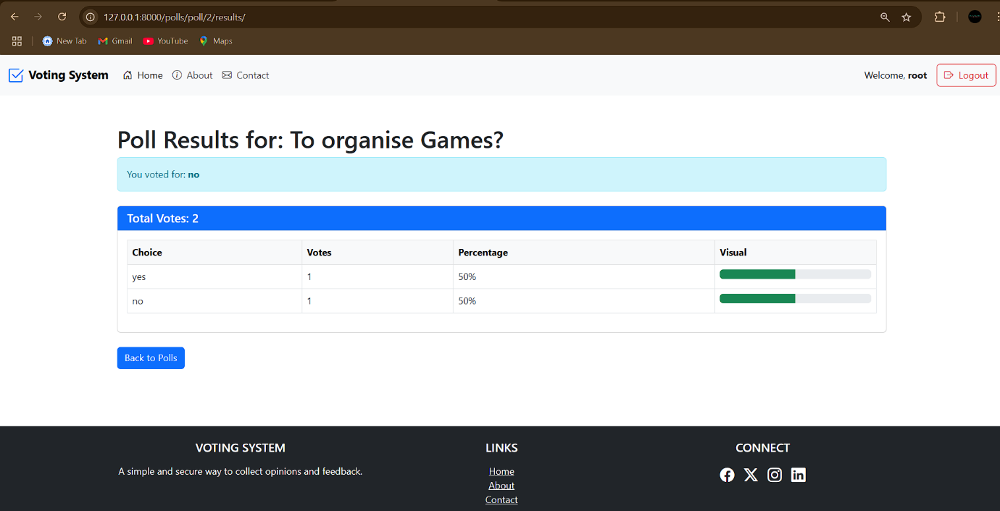 127.0.0.1:8000/polls/poll/2/results/
New Tab Gmail YouTube Maps
Voting System Home About Contact Welcome, root Logout
Poll Results for: To organise Games?
You voted for: no
Total Votes: 2
Choice Votes Percentage Visual
yes 1 50%
no 1 50%
Back to Polls
VOTING SYSTEM LINKS CONNECT
A simple and secure way to collect opinions and feedback. Home
About
Contact